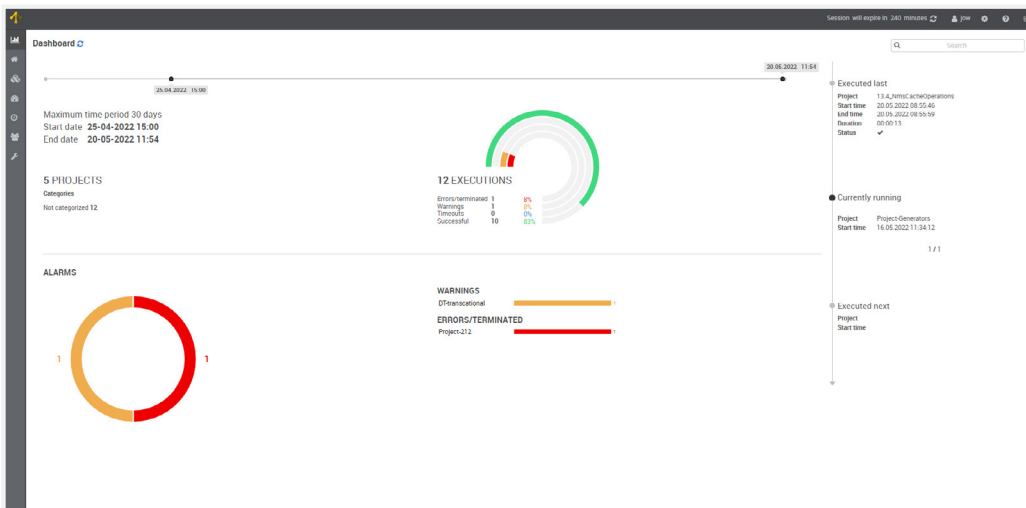 Session will expire in 240 minutes jow
Dashboard
Search
20.05.2022 11:54
25.04.2022 15:00
Maximum time period 30 days
Start date 25-04-2022 15:00
End date 20-05-2022 11:54
5 PROJECTS
Categories
Not categorized 12
12 EXECUTIONS
Errors/terminated 1 8%
Warnings 1 8%
Timeouts 0 0%
Successful 10 83%
ALARMS
1
1
WARNINGS
DT-transcational 1
ERRORS/TERMINATED
Project-212 1
Executed last
Project 13.4_NmsCacheOperations
Start time 20.05.2022 08:55:46
End time 20.05.2022 08:55:59
Duration 00:00:13
Status
Currently running
Project Project-Generators
Start time 16.05.2022 11:34:12
1 / 1
Executed next
Project
Start time